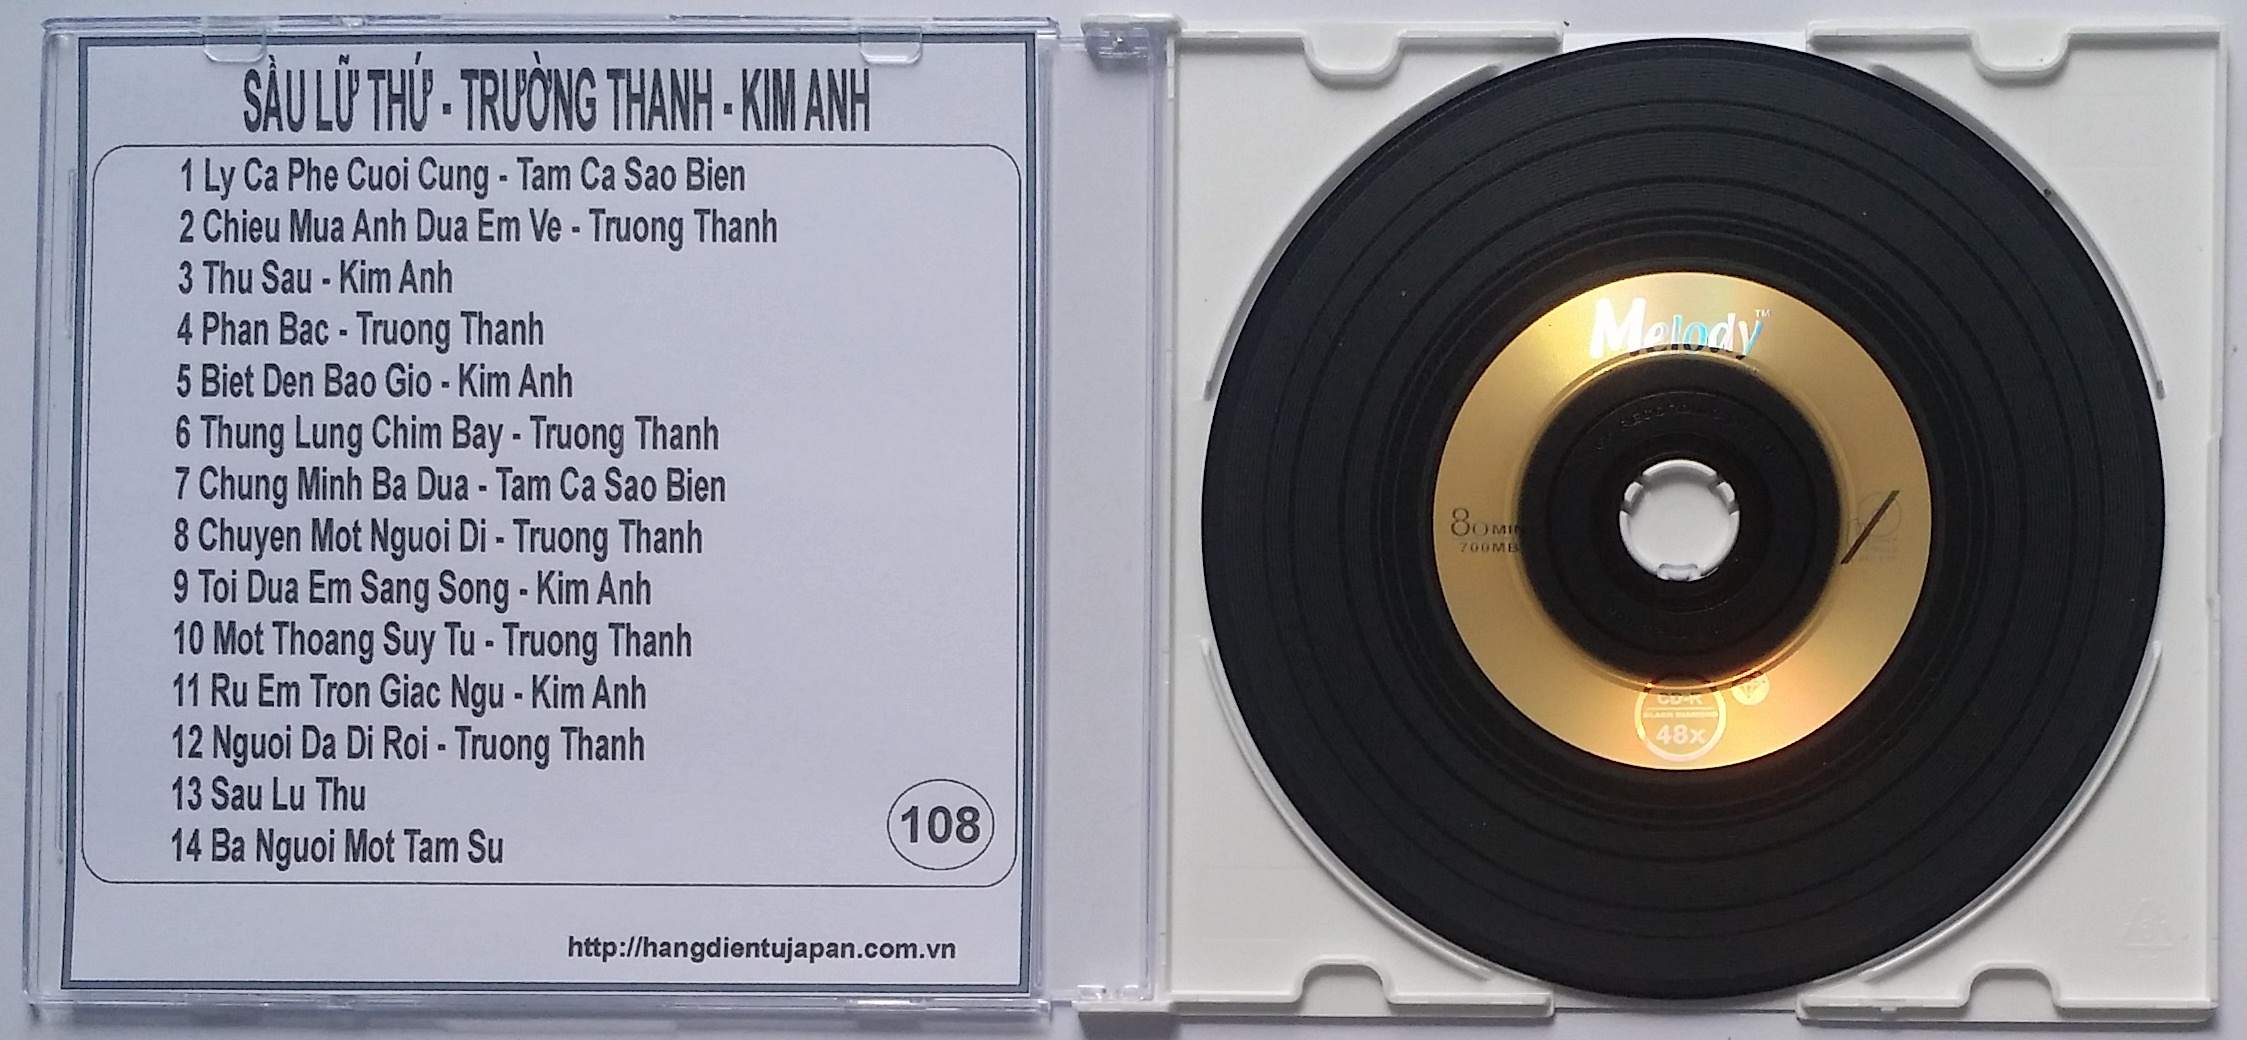 SẦU LỮ THỨ - TRƯỜNG THANH - KIM ANH
1 Ly Ca Phe Cuoi Cung - Tam Ca Sao Bien
2 Chieu Mua Anh Dua Em Ve - Truong Thanh
3 Thu Sau - Kim Anh
4 Phan Bac - Truong Thanh
5 Biet Den Bao Gio - Kim Anh
6 Thung Lung Chim Bay - Truong Thanh
7 Chung Minh Ba Dua - Tam Ca Sao Bien
8 Chuyen Mot Nguoi Di - Truong Thanh
9 Toi Dua Em Sang Song - Kim Anh
10 Mot Thoang Suy Tu - Truong Thanh
11 Ru Em Tron Giac Ngu - Kim Anh
12 Nguoi Da Di Roi - Truong Thanh
13 Sau Lu Thu
14 Ba Nguoi Mot Tam Su
108
http://hangdientujapan.com.vn
Melody™
80MIN
700MB
CD-R
BLACK DIAMOND
48x